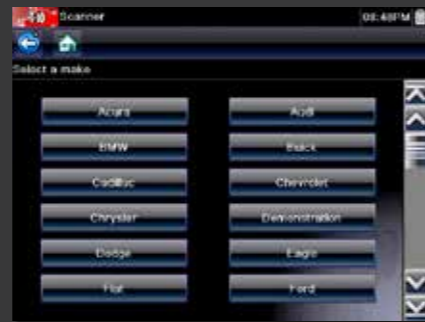 Scanner 08:48PM
Select a make
Acura Audi
BMW Buick
Cadillac Chevrolet
Chrysler Demonstration
Dodge Eagle
Fiat Ford